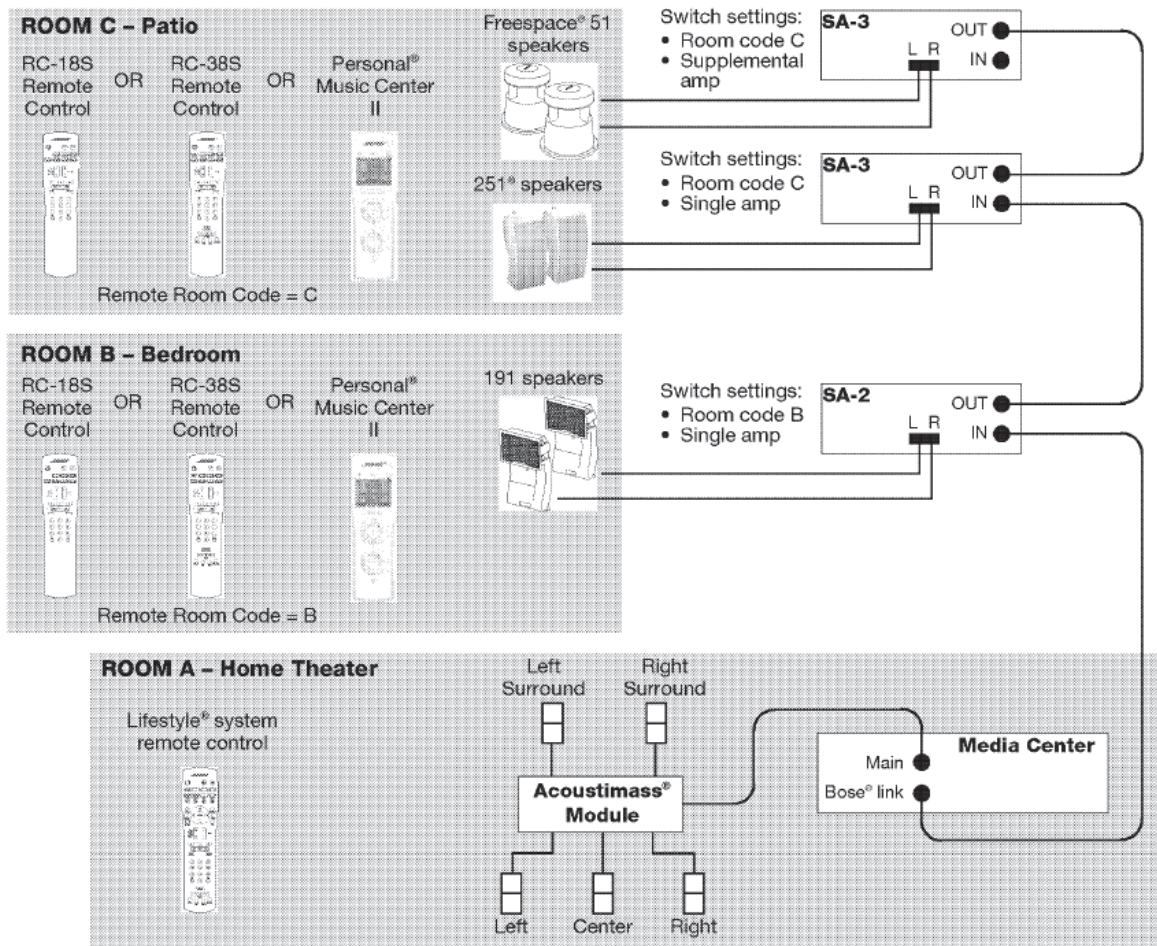 ROOM C – Patio
RC-18S
Remote
Control
OR
RC-38S
Remote
Control
OR
Personal®
Music Center
II
Freespace® 51
speakers
251® speakers
Remote Room Code = C
Switch settings:
• Room code C
• Supplemental
amp
SA-3
L R
OUT
IN
Switch settings:
• Room code C
• Single amp
SA-3
L R
OUT
IN
ROOM B – Bedroom
RC-18S
Remote
Control
OR
RC-38S
Remote
Control
OR
Personal®
Music Center
II
191 speakers
Remote Room Code = B
Switch settings:
• Room code B
• Single amp
SA-2
L R
OUT
IN
ROOM A – Home Theater
Lifestyle® system
remote control
Left
Surround
Right
Surround
Acoustimass®
Module
Left
Center
Right
Media Center
Main
Bose® link